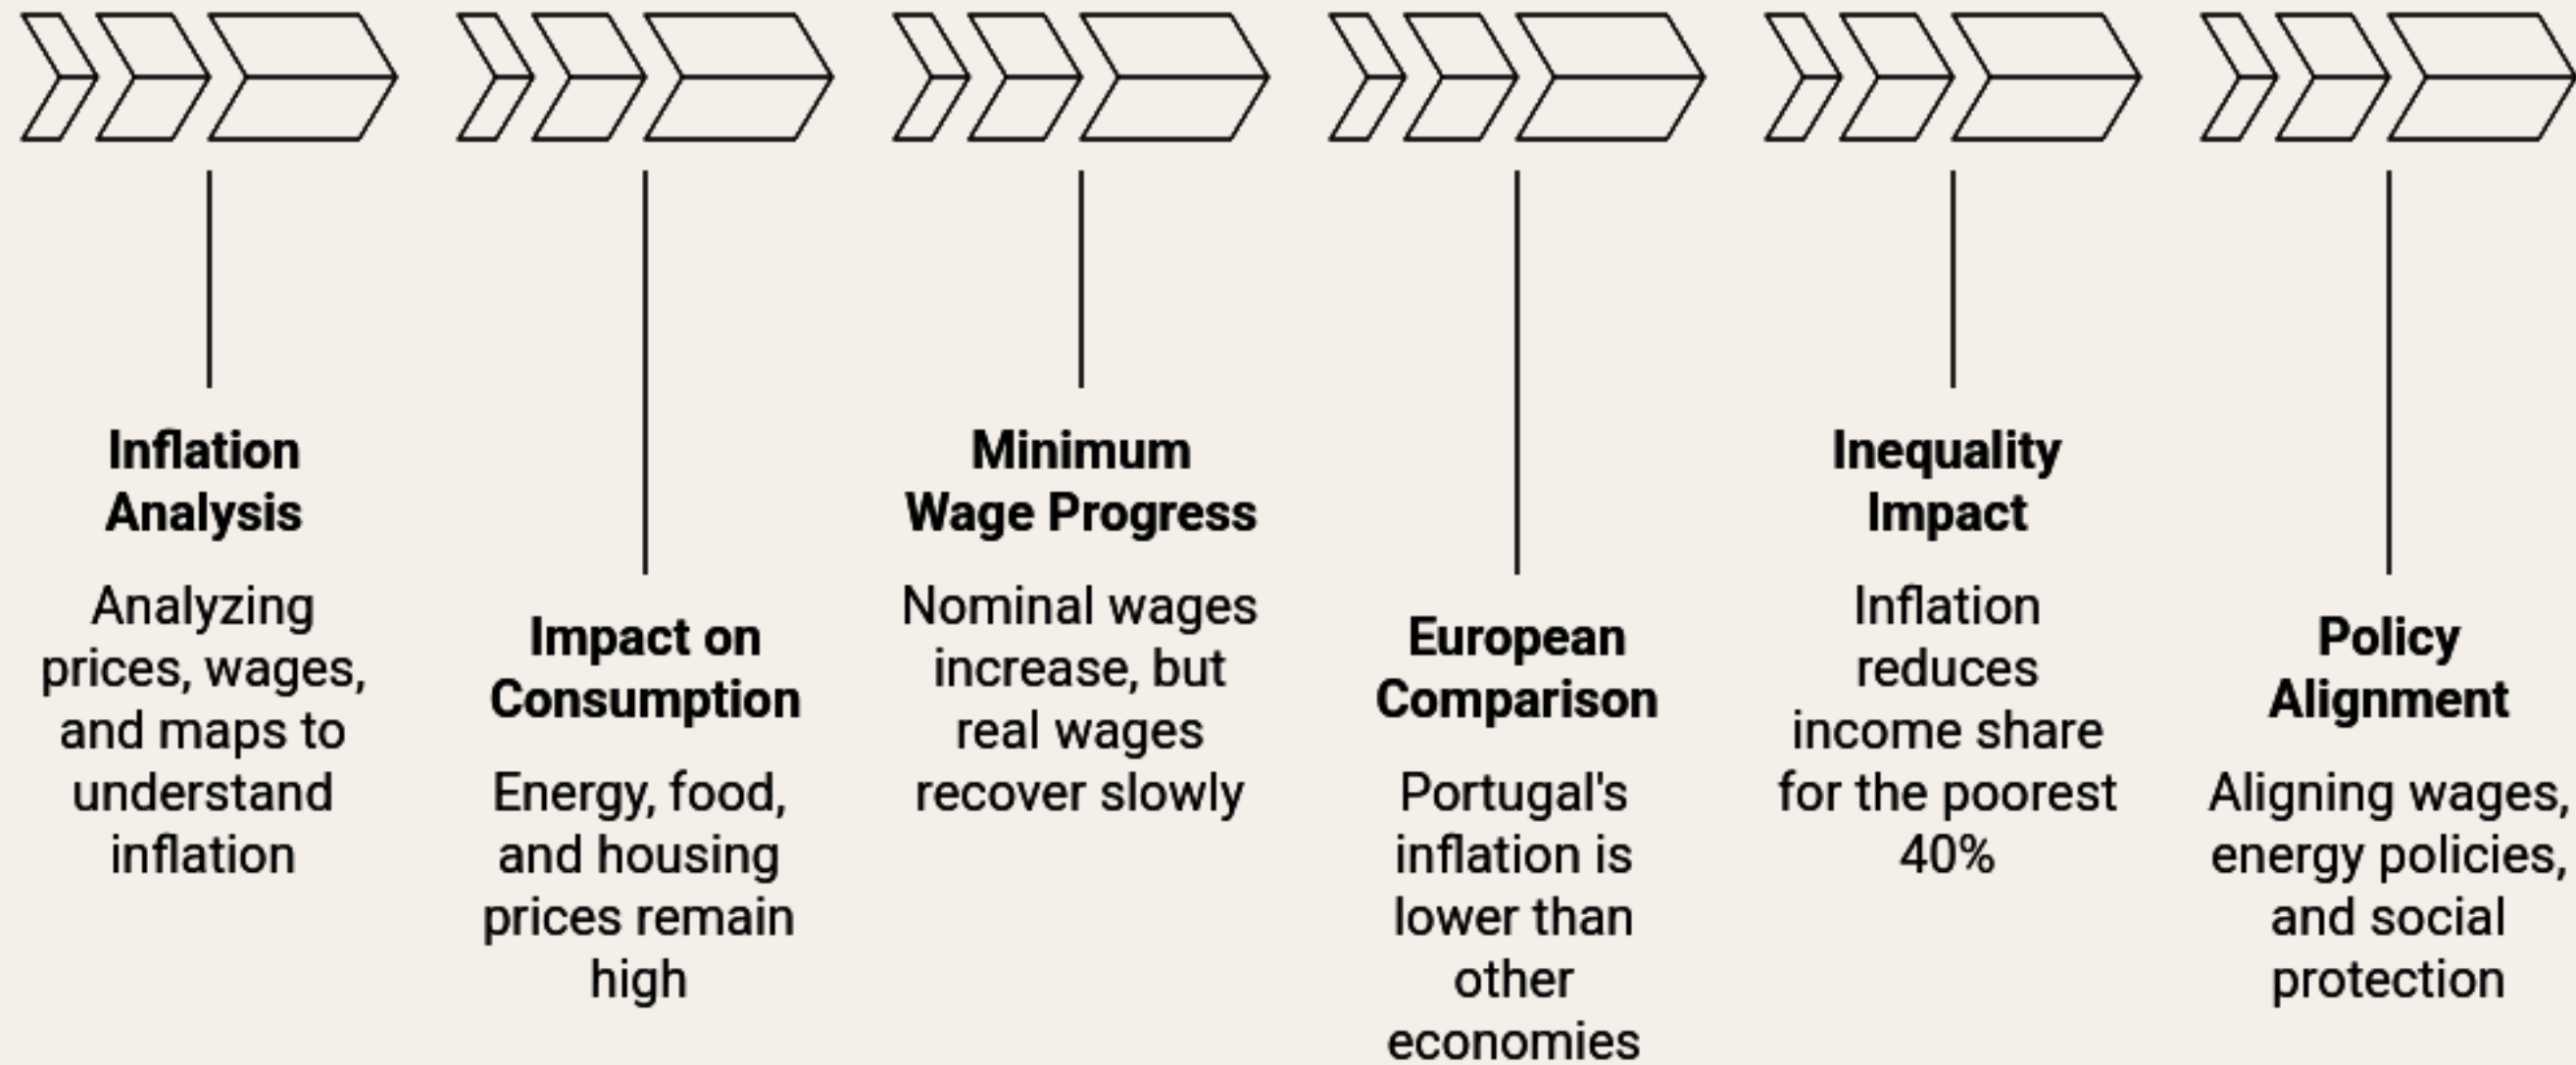 Inflation
Analysis
Analyzing
prices, wages,
and maps to
understand
inflation
Impact on
Consumption
Energy, food,
and housing
prices remain
high
Minimum
Wage Progress
Nominal wages
increase, but
real wages
recover slowly
European
Comparison
Portugal's
inflation is
lower than
other
economies
Inequality
Impact
Inflation
reduces
income share
for the poorest
40%
Policy
Alignment
Aligning wages,
energy policies,
and social
protection